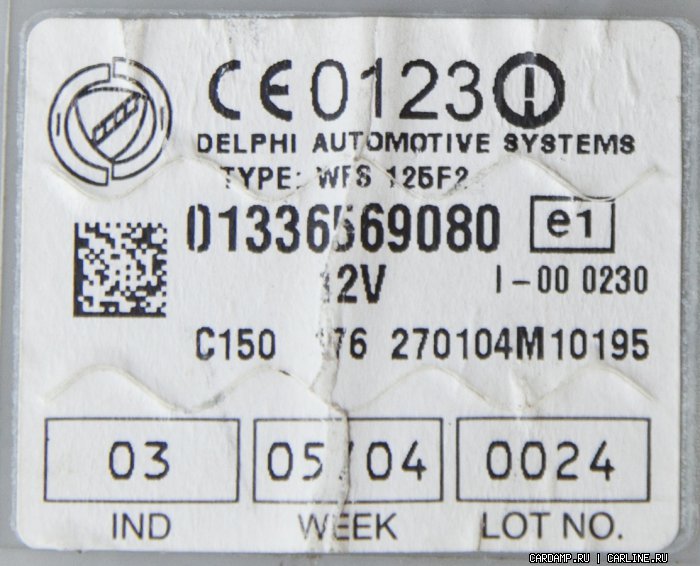 CE0123
DELPHI AUTOMOTIVE SYSTEMS
TYPE: WFS 125F2
01336569080 e1
12V I-00 0230
C150 76 270104M10195
03 05/04 0024
IND WEEK LOT NO.
CARDAMP.RU | CARLINE.RU